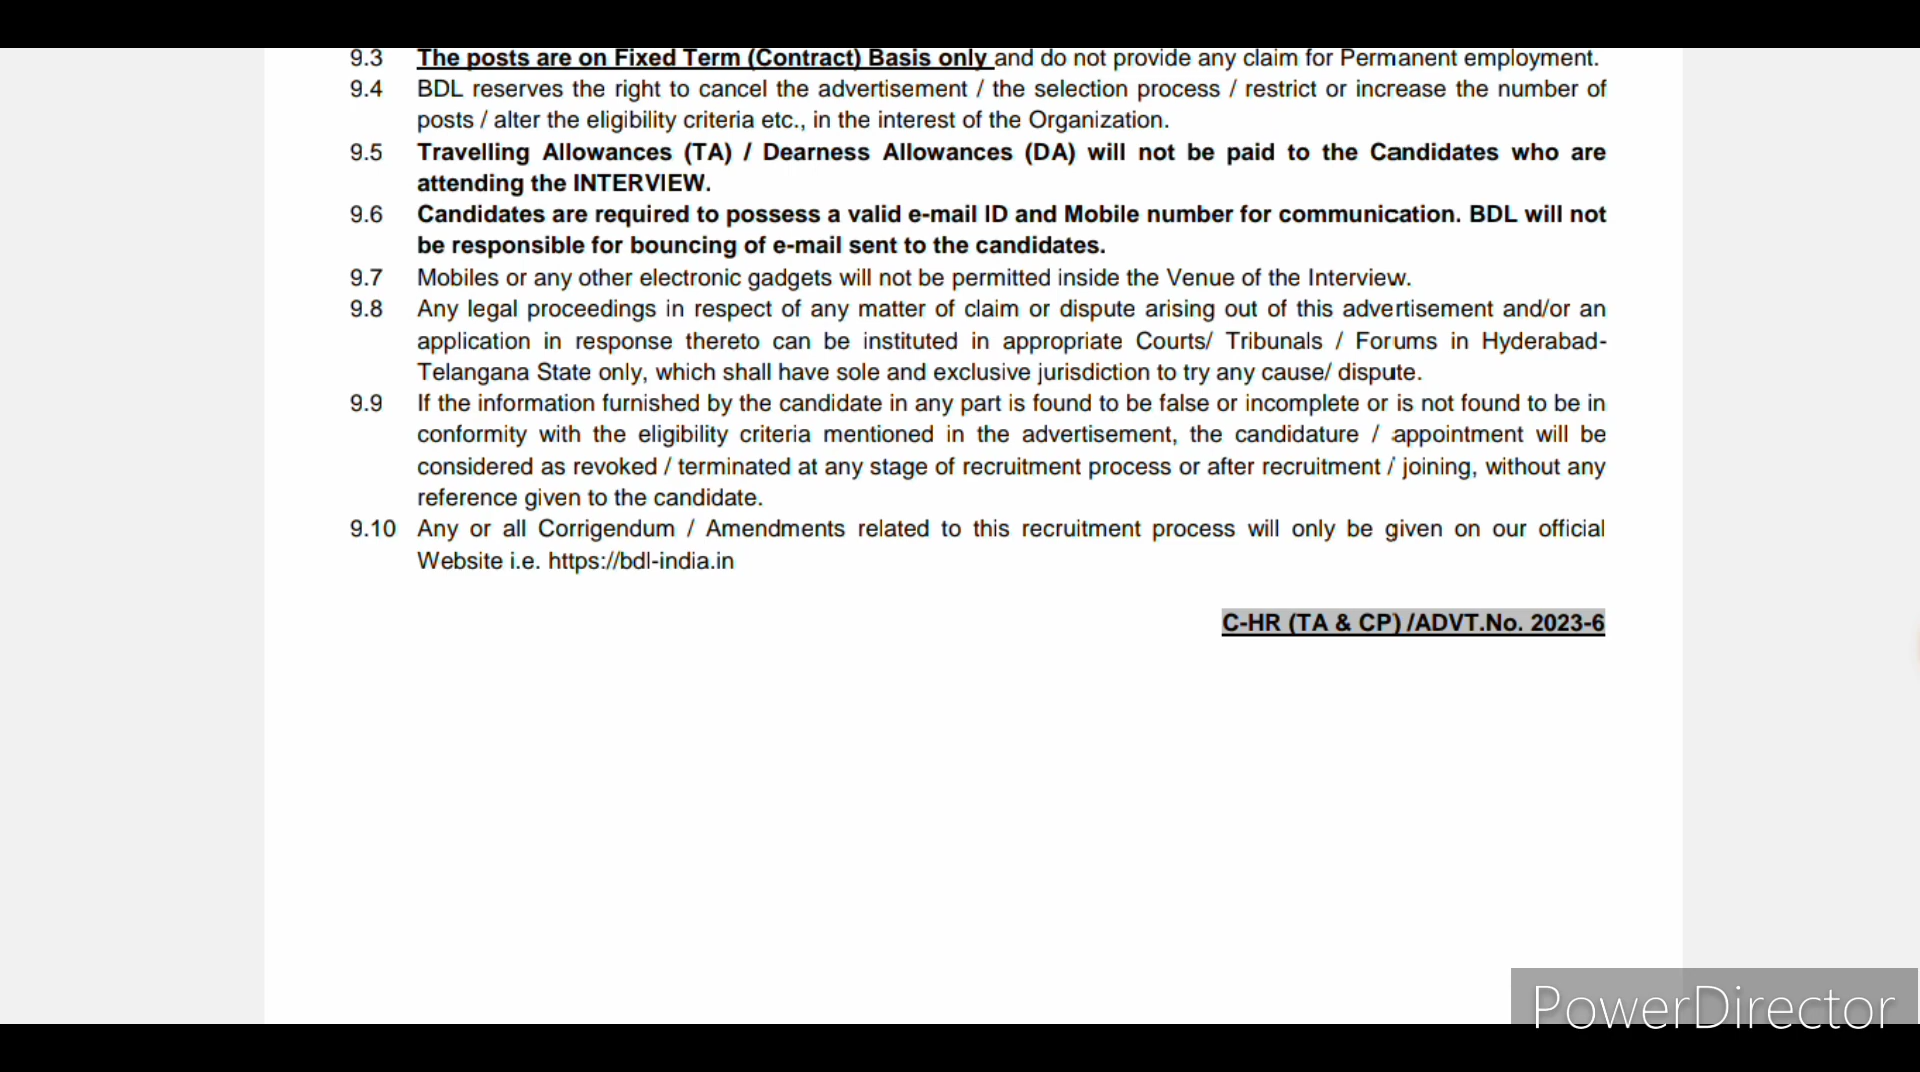 9.3 The posts are on Fixed Term (Contract) Basis only and do not provide any claim for Permanent employment.
9.4 BDL reserves the right to cancel the advertisement / the selection process / restrict or increase the number of
posts / alter the eligibility criteria etc., in the interest of the Organization.
9.5 Travelling Allowances (TA) / Dearness Allowances (DA) will not be paid to the Candidates who are
attending the INTERVIEW.
9.6 Candidates are required to possess a valid e-mail ID and Mobile number for communication. BDL will not
be responsible for bouncing of e-mail sent to the candidates.
9.7 Mobiles or any other electronic gadgets will not be permitted inside the Venue of the Interview.
9.8 Any legal proceedings in respect of any matter of claim or dispute arising out of this advertisement and/or an
application in response thereto can be instituted in appropriate Courts/ Tribunals / Forums in Hyderabad-
Telangana State only, which shall have sole and exclusive jurisdiction to try any cause/ dispute.
9.9 If the information furnished by the candidate in any part is found to be false or incomplete or is not found to be in
conformity with the eligibility criteria mentioned in the advertisement, the candidature / appointment will be
considered as revoked / terminated at any stage of recruitment process or after recruitment / joining, without any
reference given to the candidate.
9.10 Any or all Corrigendum / Amendments related to this recruitment process will only be given on our official
Website i.e. https://bdl-india.in
C-HR (TA & CP) /ADVT.No. 2023-6
PowerDirector